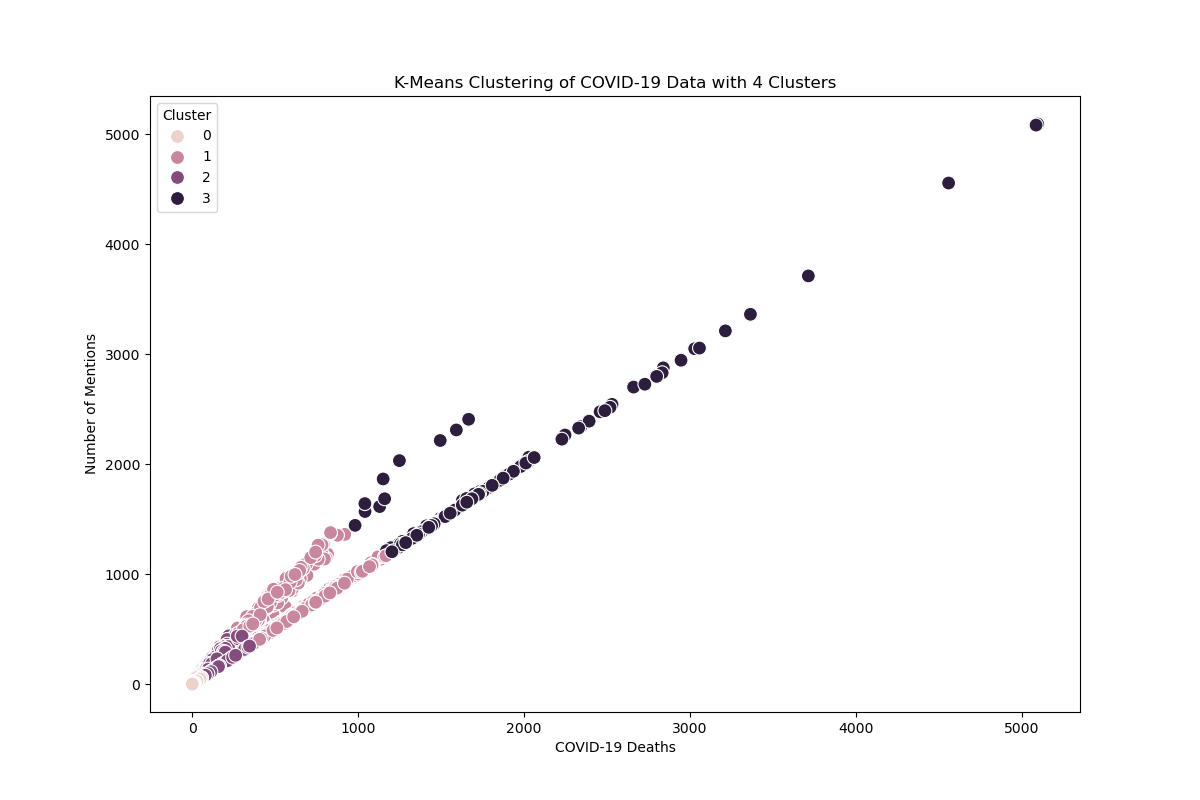 K-Means Clustering of COVID-19 Data with 4 Clusters
Cluster
0
1
2
3
Number of Mentions
5000
4000
3000
2000
1000
0
0 1000 2000 3000 4000 5000
COVID-19 Deaths